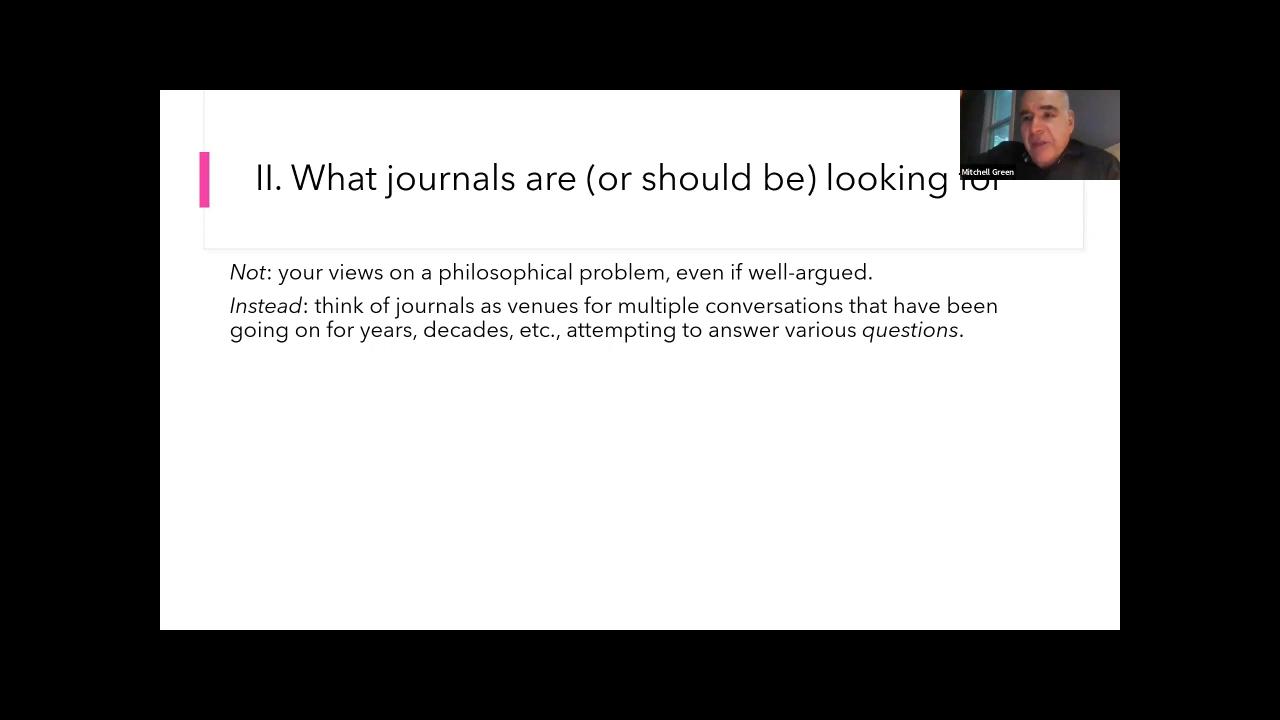 II. What journals are (or should be) looking for
Mitchell Green
Not: your views on a philosophical problem, even if well-argued.
Instead: think of journals as venues for multiple conversations that have been
going on for years, decades, etc., attempting to answer various questions.